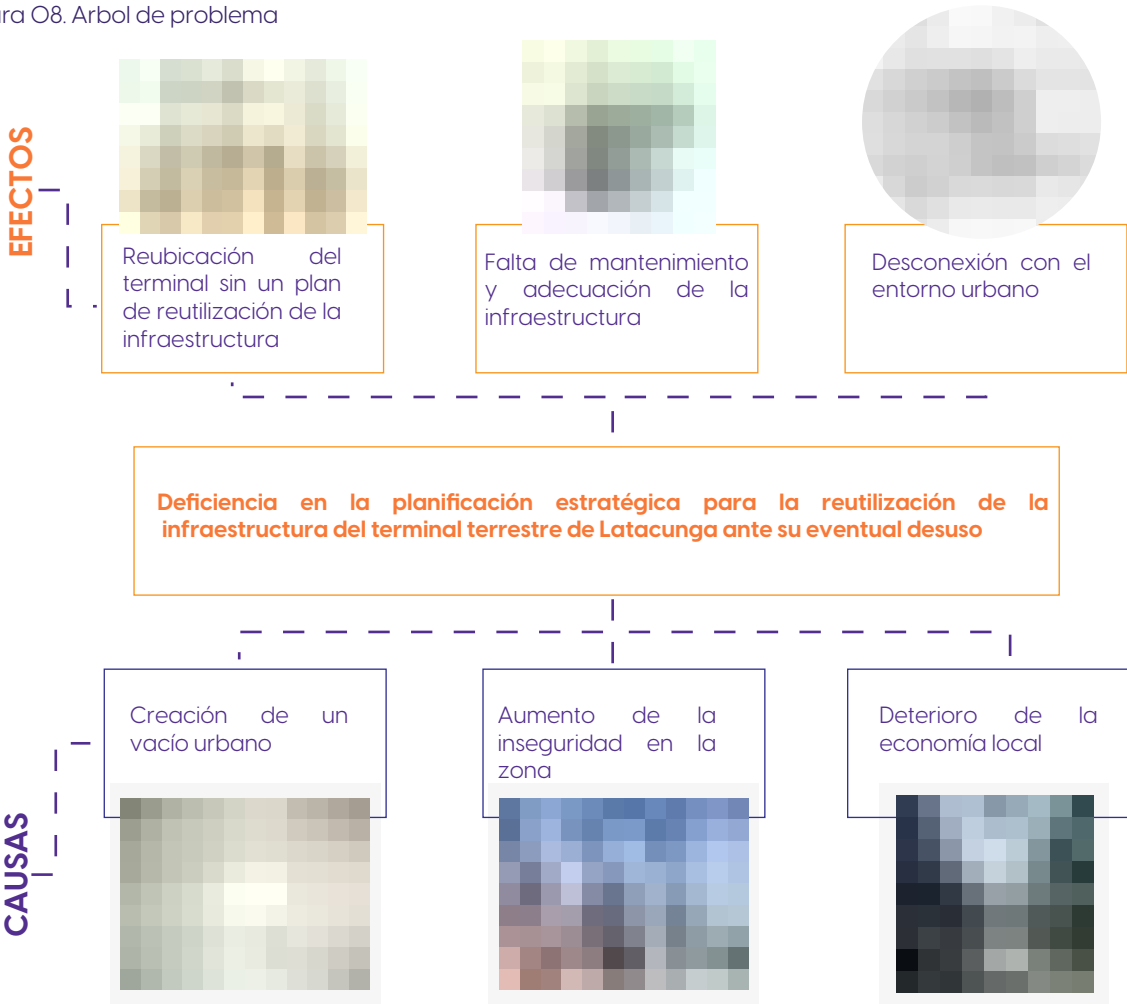 ra 08. Arbol de problema
EFECTOS
Reubicación del
terminal sin un plan
de reutilización de la
infraestructura
Falta de mantenimiento
y adecuación de la
infraestructura
Desconexión con el
entorno urbano
Deficiencia en la planificación estratégica para la reutilización de la
infraestructura del terminal terrestre de Latacunga ante su eventual desuso
CAUSAS
Creación de un
vacío urbano
Aumento de la
inseguridad en la
zona
Deterioro de la
economía local